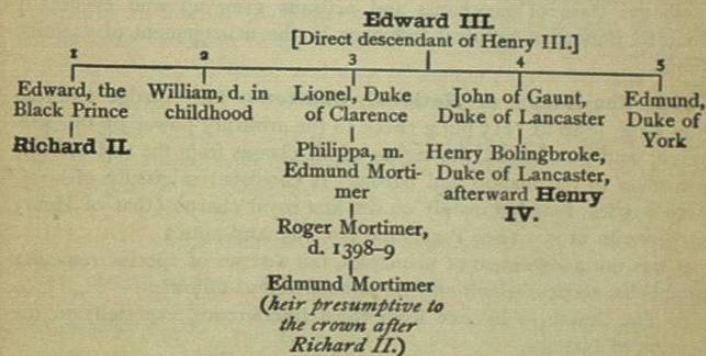 Edward III.
[Direct descendant of Henry III.]
1 2 3 4 5
Edward, the
Black Prince
Richard II.
William, d. in
childhood
Lionel, Duke
of Clarence
Philippa, m.
Edmund Morti-
mer
Roger Mortimer,
d. 1398-9
Edmund Mortimer
(heir presumptive to
the crown after
Richard II.)
John of Gaunt,
Duke of Lancaster
Henry Bolingbroke,
Duke of Lancaster,
afterward Henry
IV.
Edmund,
Duke of
York